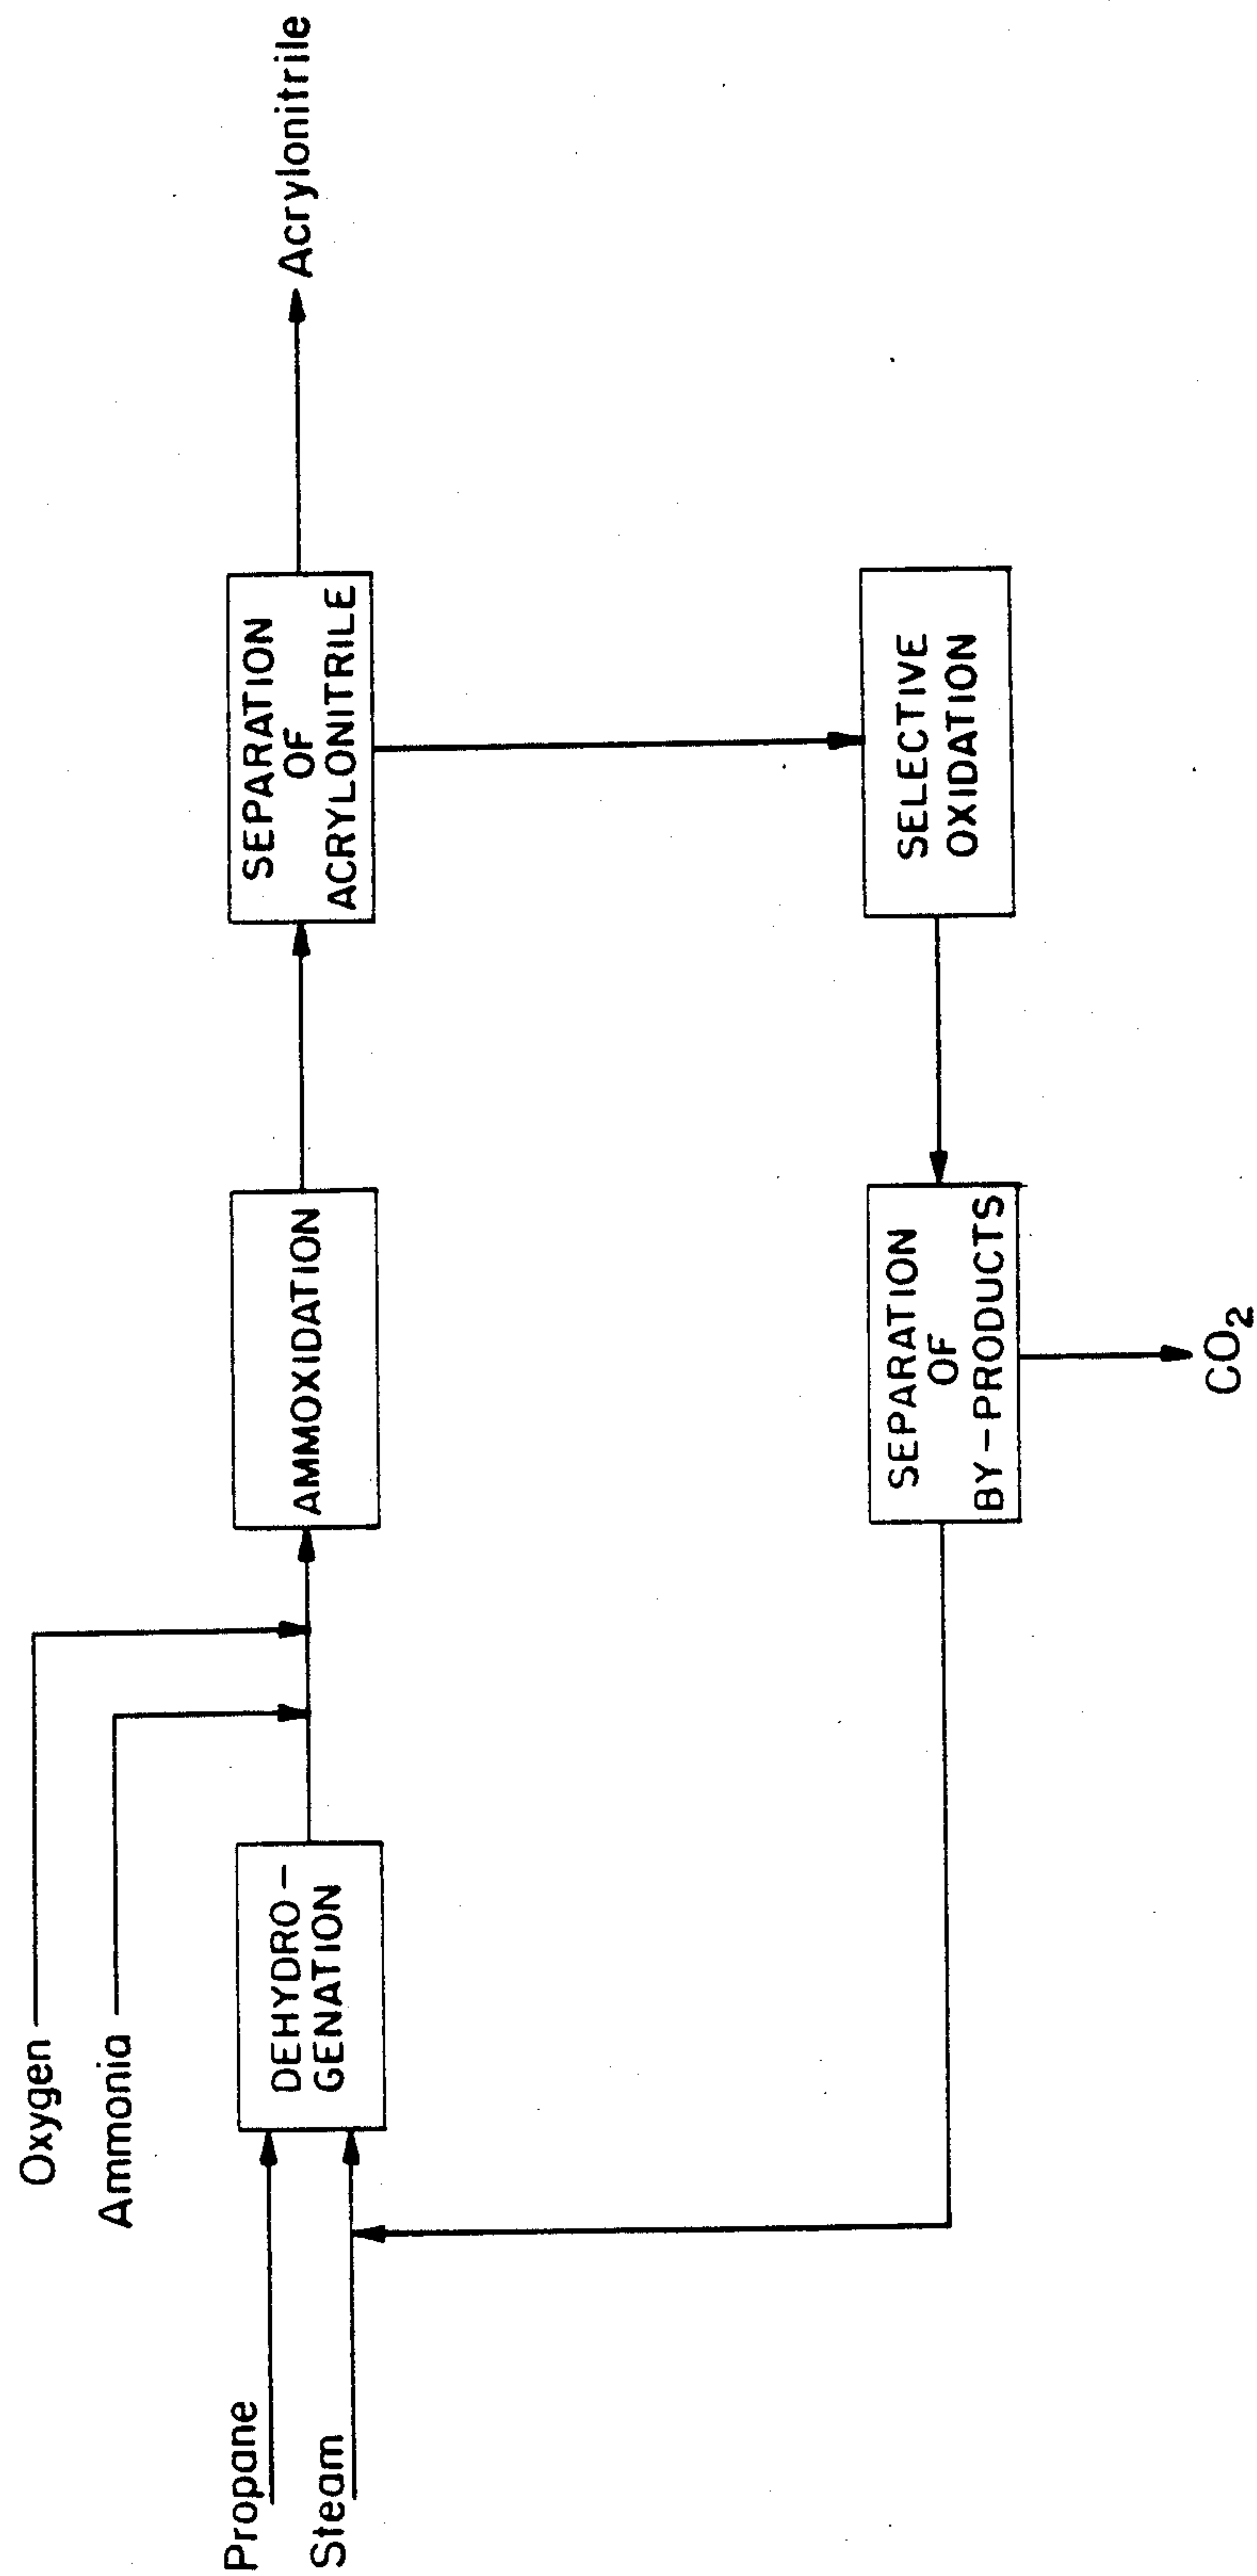 Oxygen
Ammonia
Propane
Steam
DEHYDRO-
GENATION
AMMOXIDATION
SEPARATION
OF
ACRYLONITRILE
Acrylonitrile
SELECTIVE
OXIDATION
SEPARATION
OF
BY-PRODUCTS
CO₂